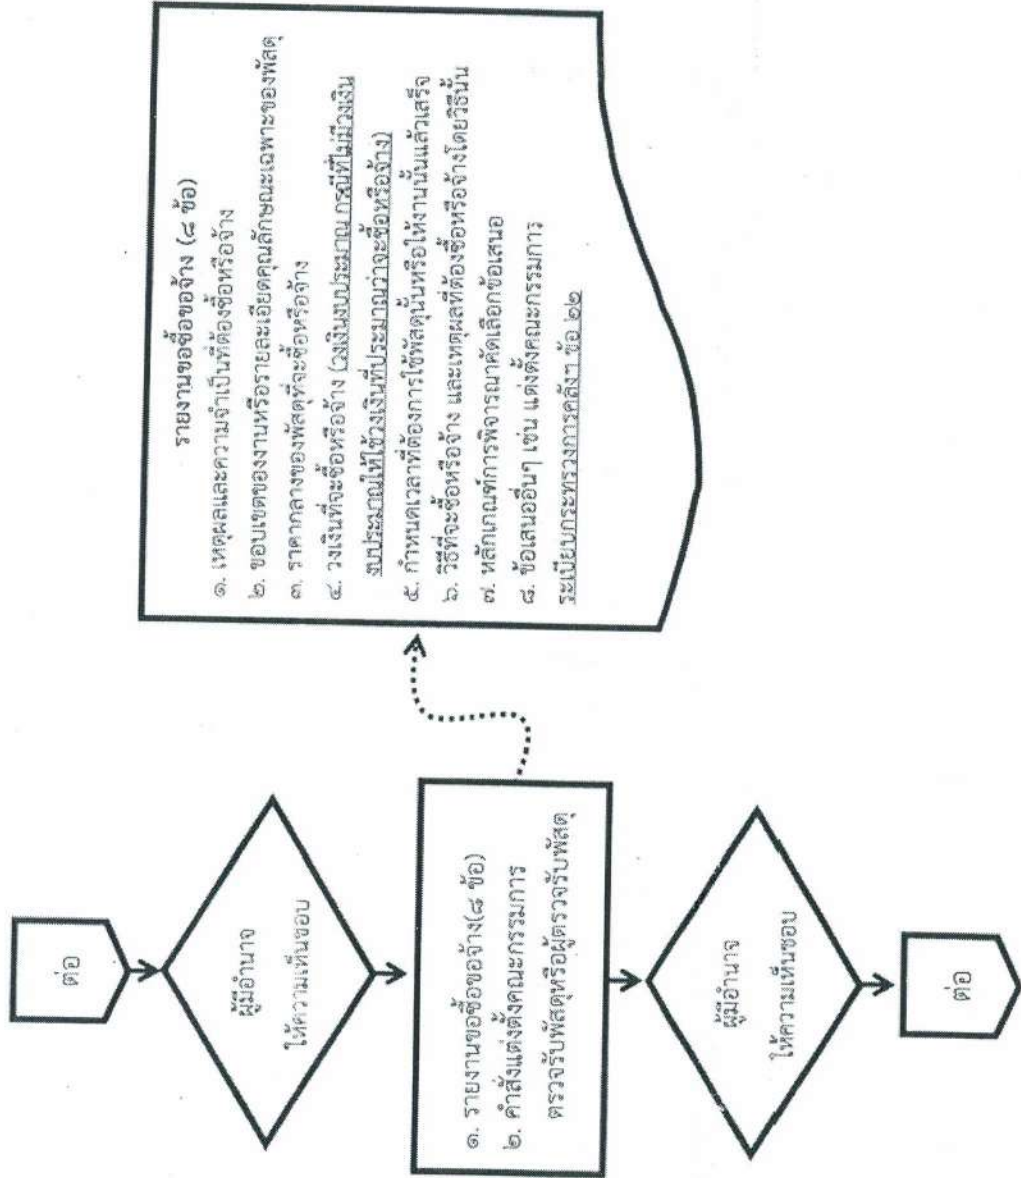 ต่อ
ผู้มีอำนาจ
ให้ความเห็นชอบ
๑. รายงานขอซื้อขอจ้าง(๘ ข้อ)
๒. คำสั่งแต่งตั้งคณะกรรมการ
ตรวจรับพัสดุหรือผู้ตรวจรับพัสดุ
ผู้มีอำนาจ
ให้ความเห็นชอบ
ต่อ
รายงานขอซื้อขอจ้าง (๘ ข้อ)
๑. เหตุผลและความจำเป็นที่ต้องซื้อหรือจ้าง
๒. ขอบเขตของงานหรือรายละเอียดคุณลักษณะเฉพาะของพัสดุ
๓. ราคากลางของพัสดุที่จะซื้อหรือจ้าง
๔. วงเงินที่จะซื้อหรือจ้าง (วงเงินงบประมาณ กรณีที่ไม่มีวงเงิน
งบประมาณให้ใช้วงเงินที่ประมาณว่าจะซื้อหรือจ้าง)
๕. กำหนดเวลาที่ต้องการใช้พัสดุนั้นหรือให้งานนั้นแล้วเสร็จ
๖. วิธีที่จะซื้อหรือจ้าง และเหตุผลที่ต้องซื้อหรือจ้างโดยวิธีนั้น
๗. หลักเกณฑ์การพิจารณาคัดเลือกข้อเสนอ
๘. ข้อเสนออื่นๆ เช่น แต่งตั้งคณะกรรมการ
ระเบียบกระทรวงการคลังฯ ข้อ ๒๒